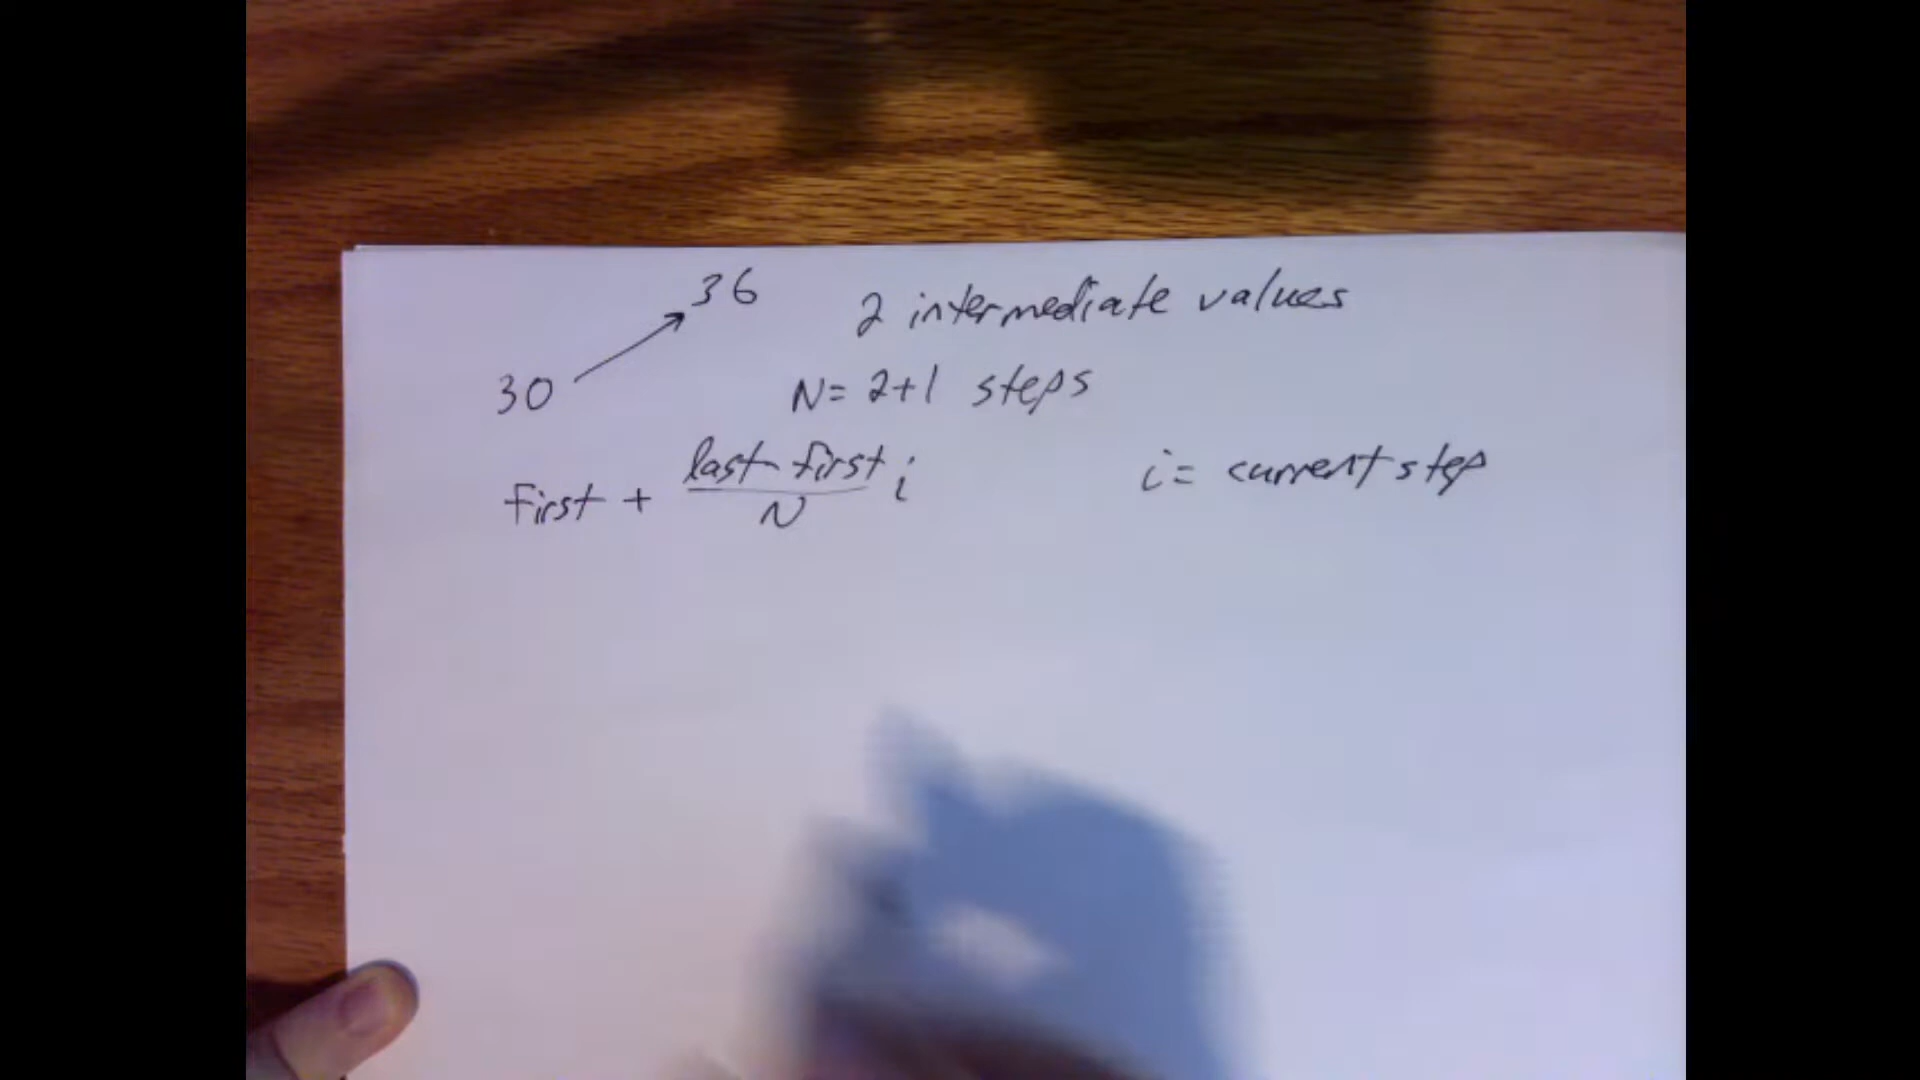 36 2 intermediate values
30 N= 2+1 steps
first + last-first/N i i= current step